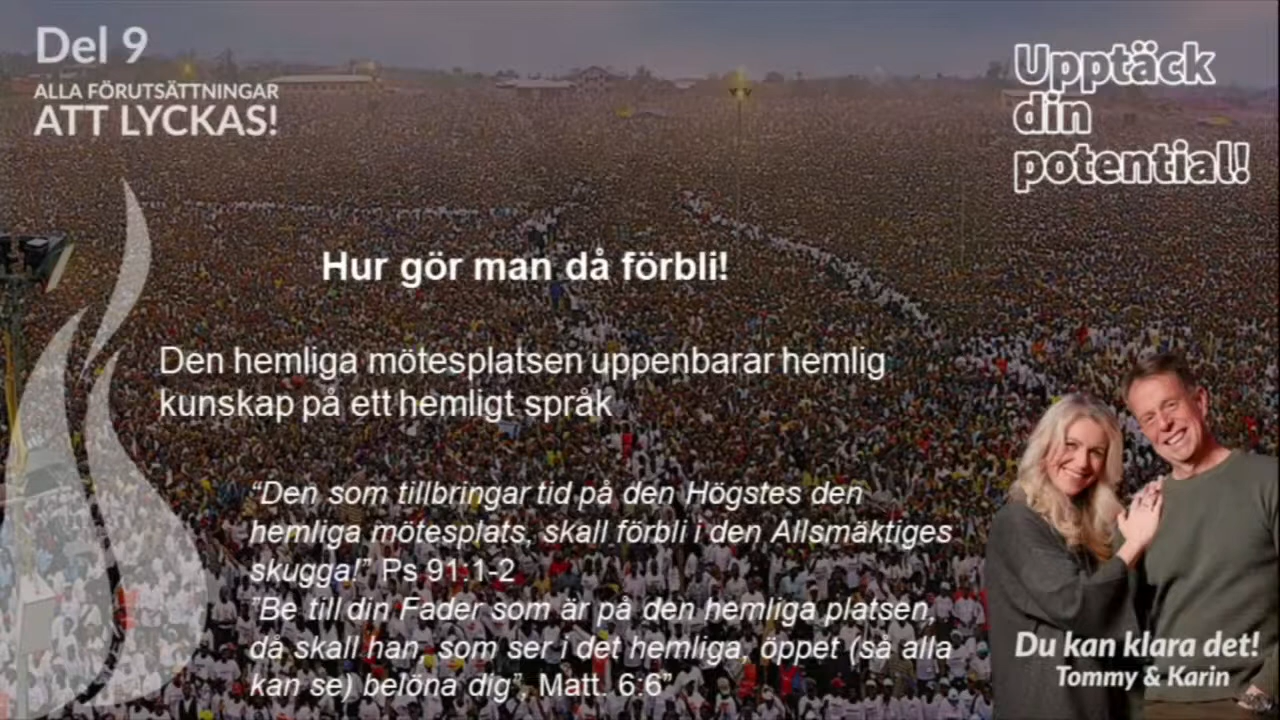 Del 9
ALLA FÖRUTSÄTTNINGAR
ATT LYCKAS!
Upptäck
din
potential!
Hur gör man då förbli!
Den hemliga mötesplatsen uppenbarar hemlig
kunskap på ett hemligt språk
“Den som tillbringar tid på den Högstes den
hemliga mötesplats, skall förbli i den Allsmäktiges
skugga!” Ps 91:1-2
”Be till din Fader som är på den hemliga platsen,
då skall han, som ser i det hemliga, öppet (så alla
kan se) belöna dig”, Matt. 6:6”
Du kan klara det!
Tommy & Karin